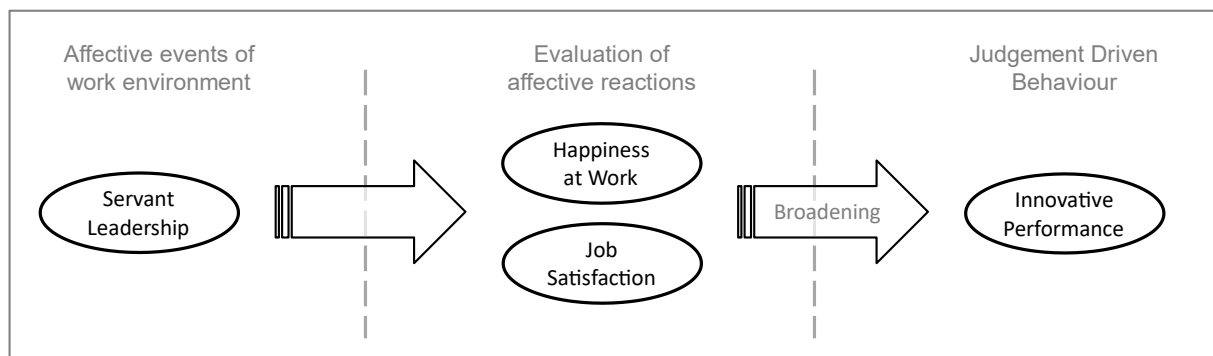 Affective events of
work environment
Evaluation of
affective reactions
Judgement Driven
Behaviour
Servant
Leadership
Happiness
at Work
Job
Satisfaction
Broadening
Innovative
Performance